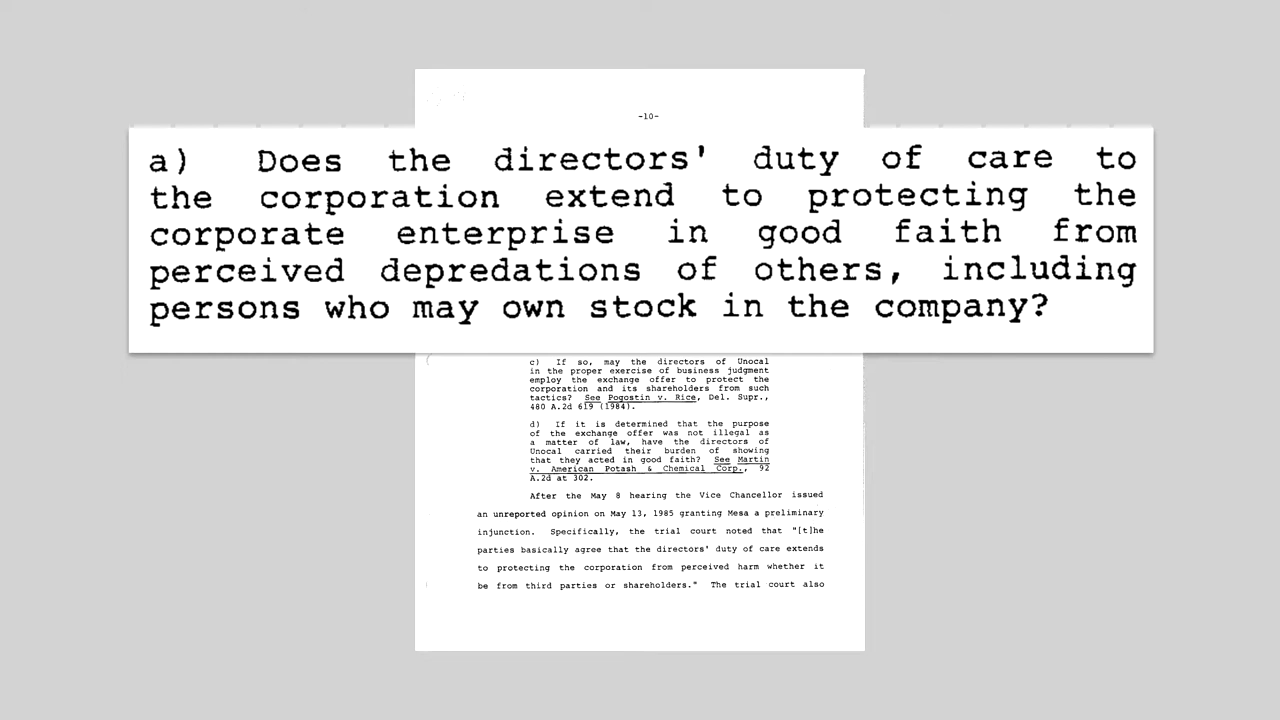 -10-
a) Does the directors' duty of care to
the corporation extend to protecting the
corporate enterprise in good faith from
perceived depredations of others, including
persons who may own stock in the company?
c) If so, may the directors of Unocal
in the proper exercise of business judgment
employ the exchange offer to protect the
corporation and its shareholders from such
tactics? See Pogostin v. Rice, Del. Supr.,
480 A.2d 619 (1984).
d) If it is determined that the purpose
of the exchange offer was not illegal as
a matter of law, have the directors of
Unocal carried their burden of showing
that they acted in good faith? See Martin
v. American Potash & Chemical Corp., 92
A.2d at 302.
After the May 8 hearing the Vice Chancellor issued
an unreported opinion on May 13, 1985 granting Mesa a preliminary
injunction. Specifically, the trial court noted that "[t]he
parties basically agree that the directors' duty of care extends
to protecting the corporation from perceived harm whether it
be from third parties or shareholders." The trial court also